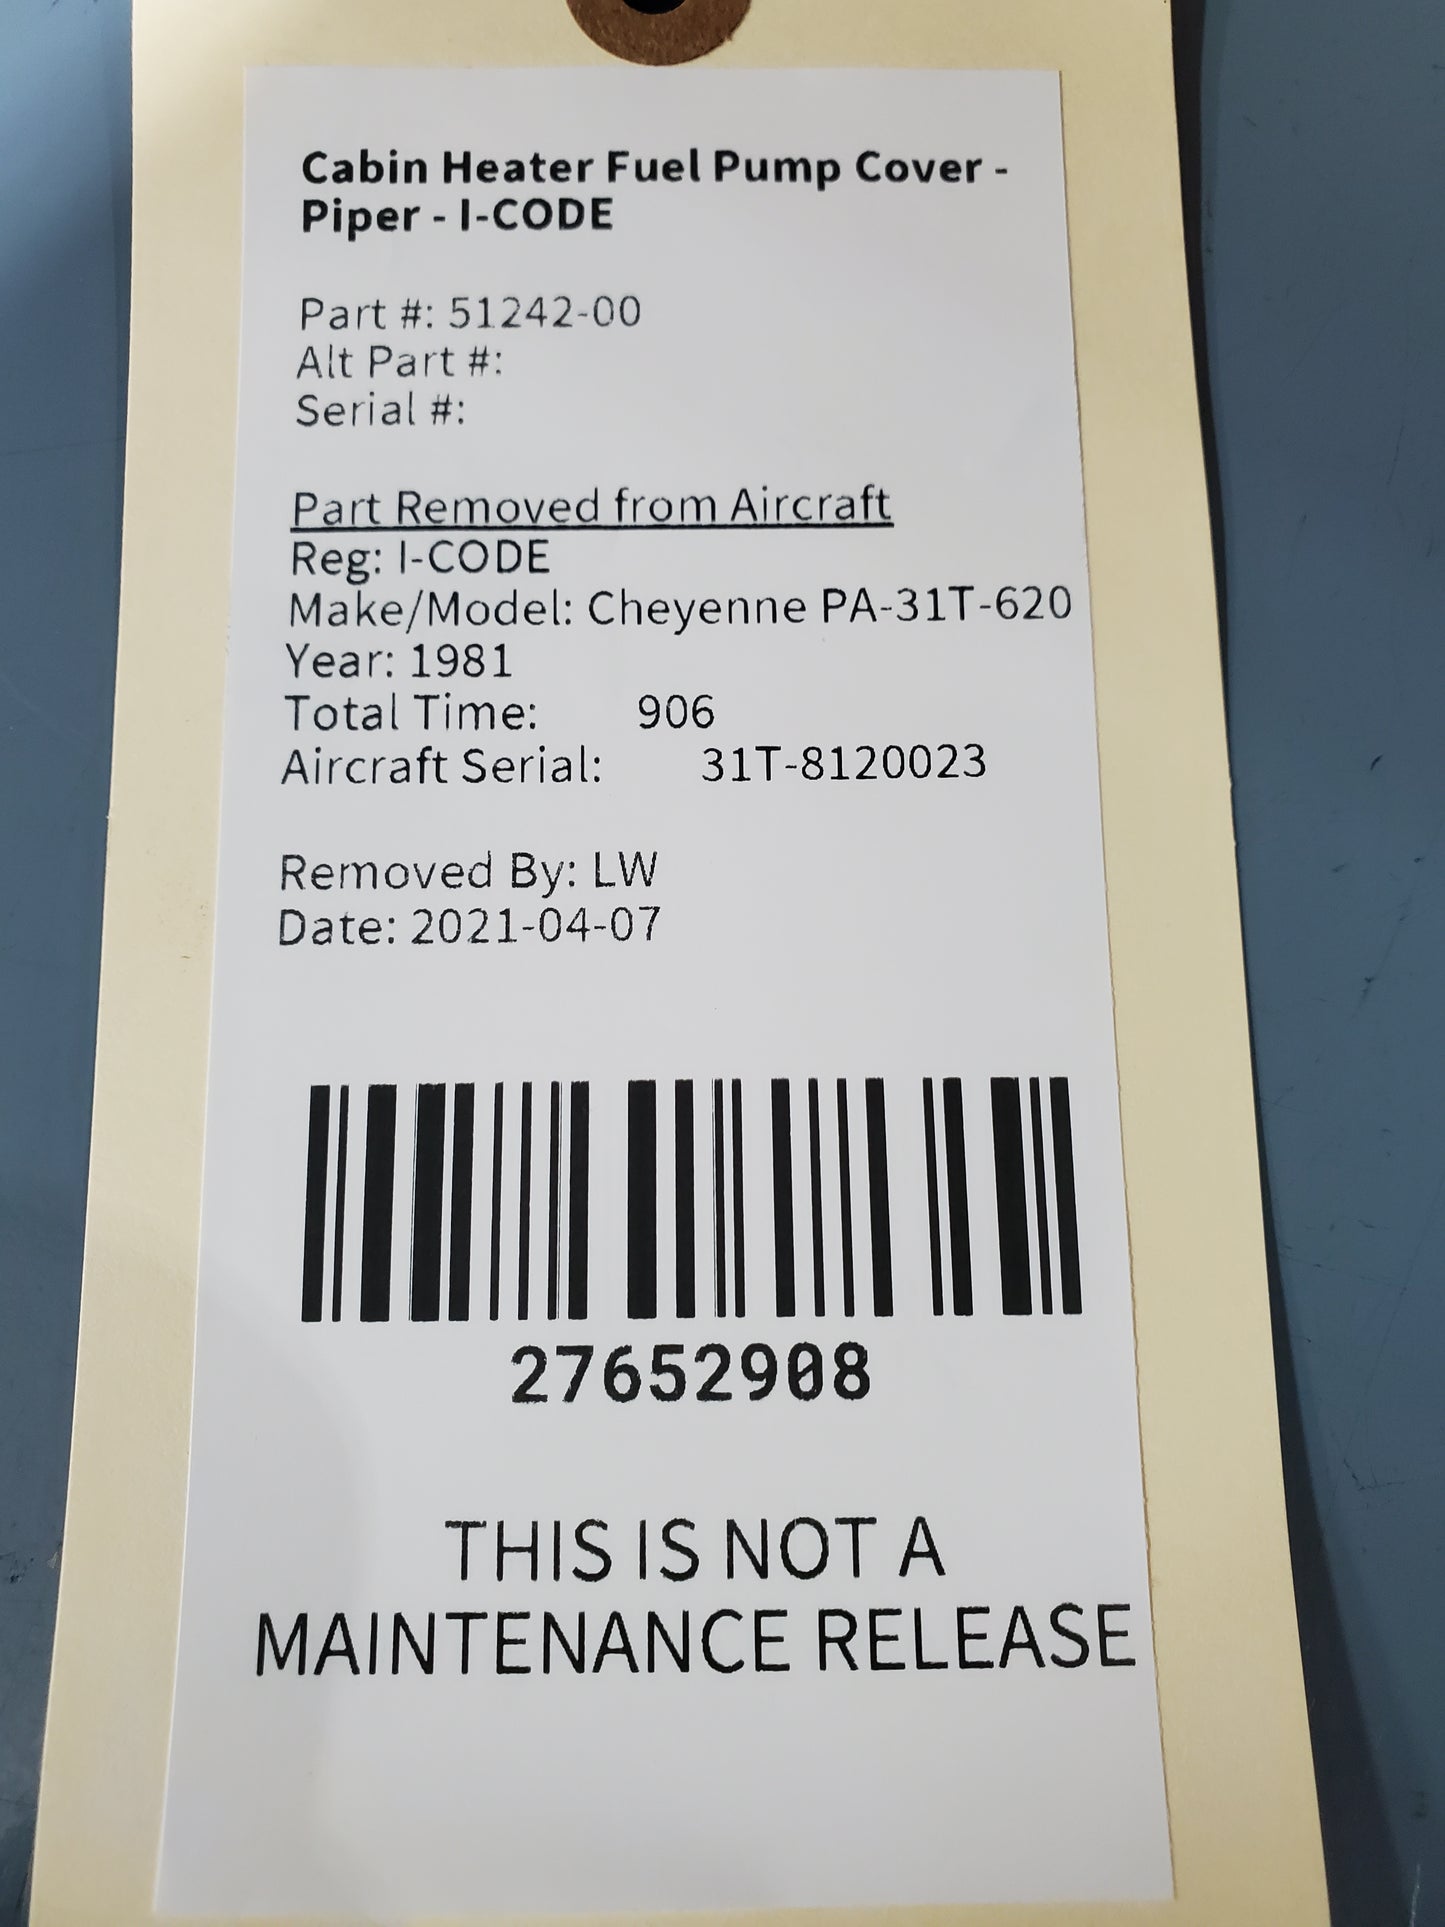 Cabin Heater Fuel Pump Cover -
Piper - I-CODE
Part #: 51242-00
Alt Part #:
Serial #:
Part Removed from Aircraft
Reg: I-CODE
Make/Model: Cheyenne PA-31T-620
Year: 1981
Total Time: 906
Aircraft Serial: 31T-8120023
Removed By: LW
Date: 2021-04-07
27652908
THIS IS NOT A
MAINTENANCE RELEASE